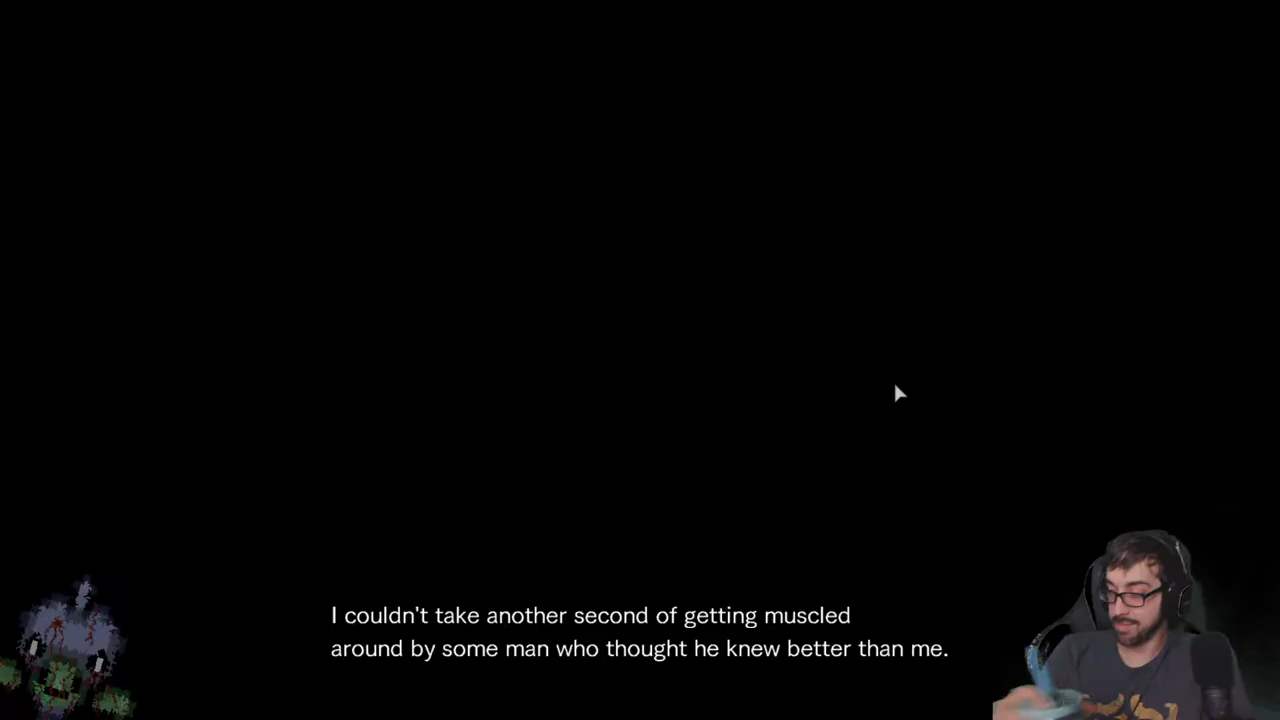 I couldn't take another second of getting muscled
around by some man who thought he knew better than me.